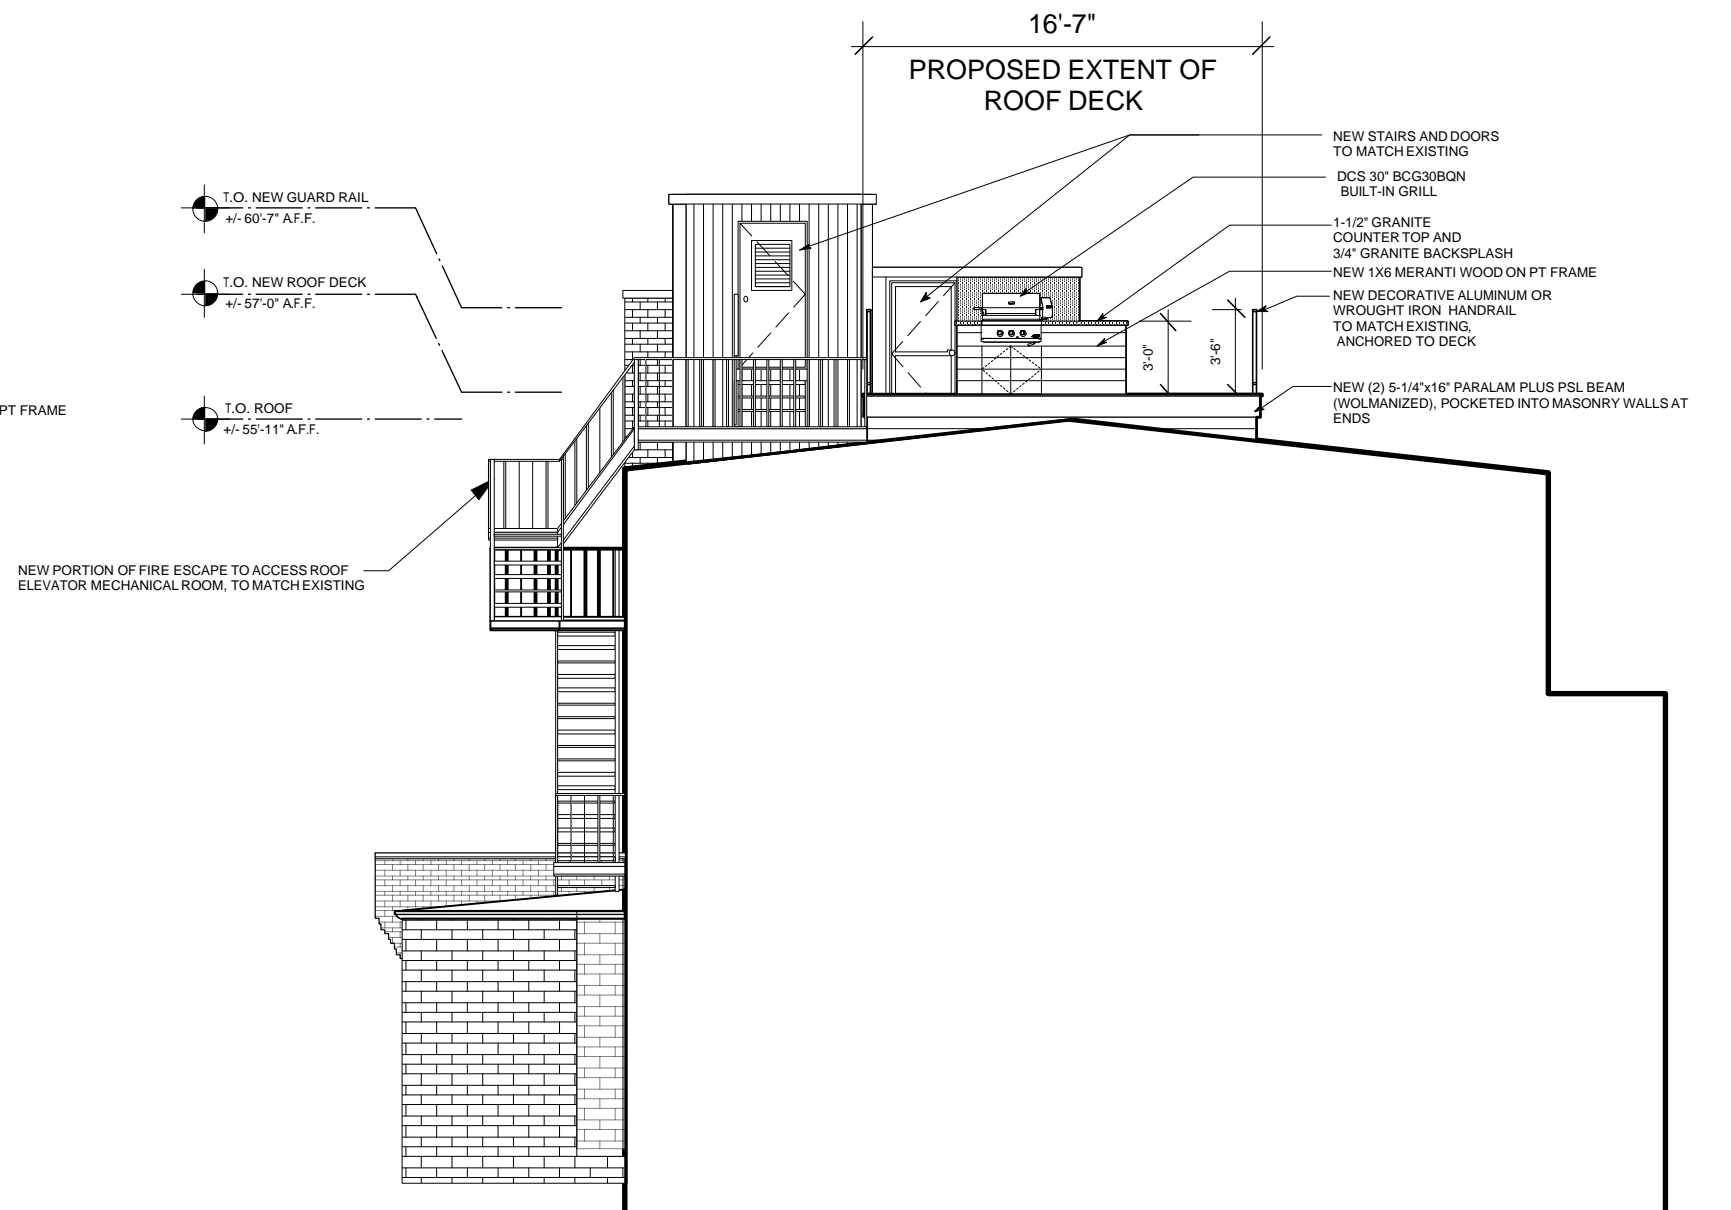 16'-7"
PROPOSED EXTENT OF
ROOF DECK
NEW STAIRS AND DOORS
TO MATCH EXISTING
DCS 30" BCG30BQN
BUILT-IN GRILL
1-1/2" GRANITE
COUNTER TOP AND
3/4" GRANITE BACKSPLASH
NEW 1X6 MERANTI WOOD ON PT FRAME
NEW DECORATIVE ALUMINUM OR
WROUGHT IRON HANDRAIL
TO MATCH EXISTING,
ANCHORED TO DECK
3'-0"
3'-6"
NEW (2) 5-1/4"x16" PARALAM PLUS PSL BEAM
(WOLMANIZED), POCKETED INTO MASONRY WALLS AT
ENDS
T.O. NEW GUARD RAIL
+/- 60'-7" A.F.F.
T.O. NEW ROOF DECK
+/- 57'-0" A.F.F.
T.O. ROOF
+/- 55'-11" A.F.F.
PT FRAME
NEW PORTION OF FIRE ESCAPE TO ACCESS ROOF
ELEVATOR MECHANICAL ROOM, TO MATCH EXISTING